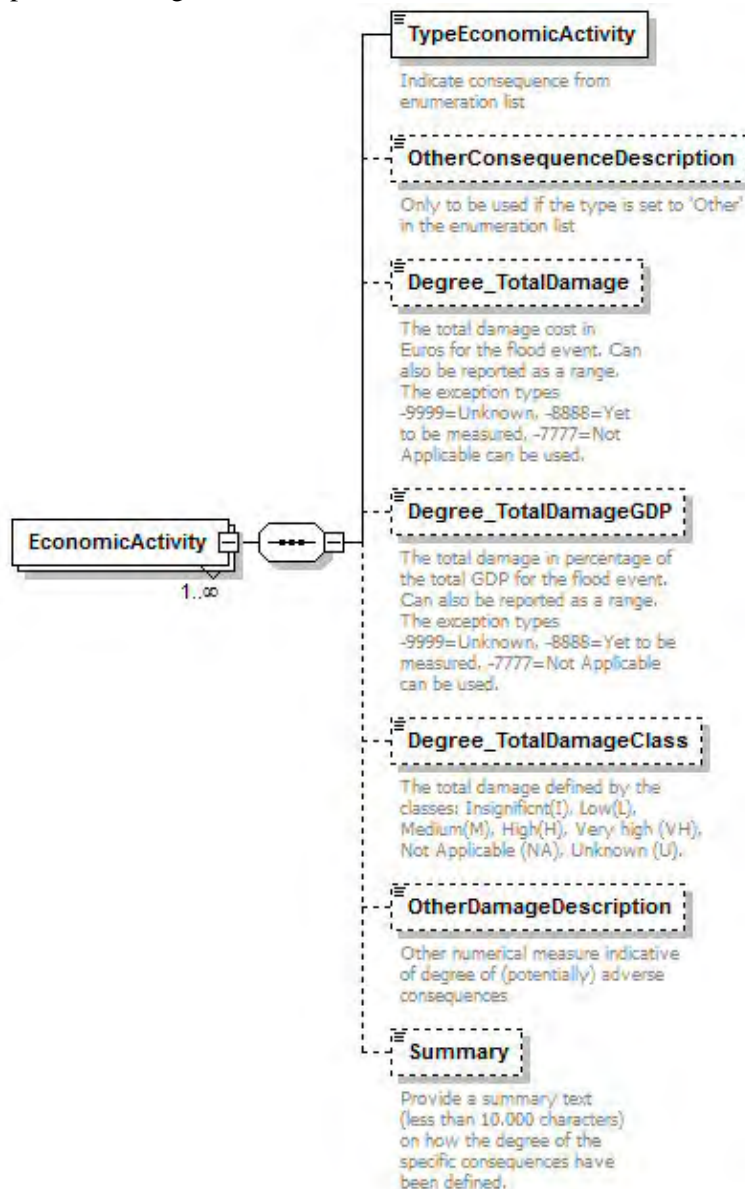 TypeEconomicActivity
Indicate consequence from
enumeration list
OtherConsequenceDescription
Only to be used if the type is set to 'Other'
in the enumeration list
Degree_TotalDamage
The total damage cost in
Euros for the flood event. Can
also be reported as a range.
The exception types
-9999=Unknown, -8888=Yet
to be measured, -7777=Not
Applicable can be used.
Degree_TotalDamageGDP
The total damage in percentage of
the total GDP for the flood event.
Can also be reported as a range.
The exception types
-9999=Unknown, -8888=Yet to be
measured, -7777=Not Applicable
can be used.
EconomicActivity
1..∞
Degree_TotalDamageClass
The total damage defined by the
classes: Insignificnt(I), Low(L),
Medium(M), High(H), Very high (VH),
Not Applicable (NA), Unknown (U).
OtherDamageDescription
Other numerical measure indicative
of degree of (potentially) adverse
consequences
Summary
Provide a summary text
(less than 10.000 characters)
on how the degree of the
specific consequences have
been defined.